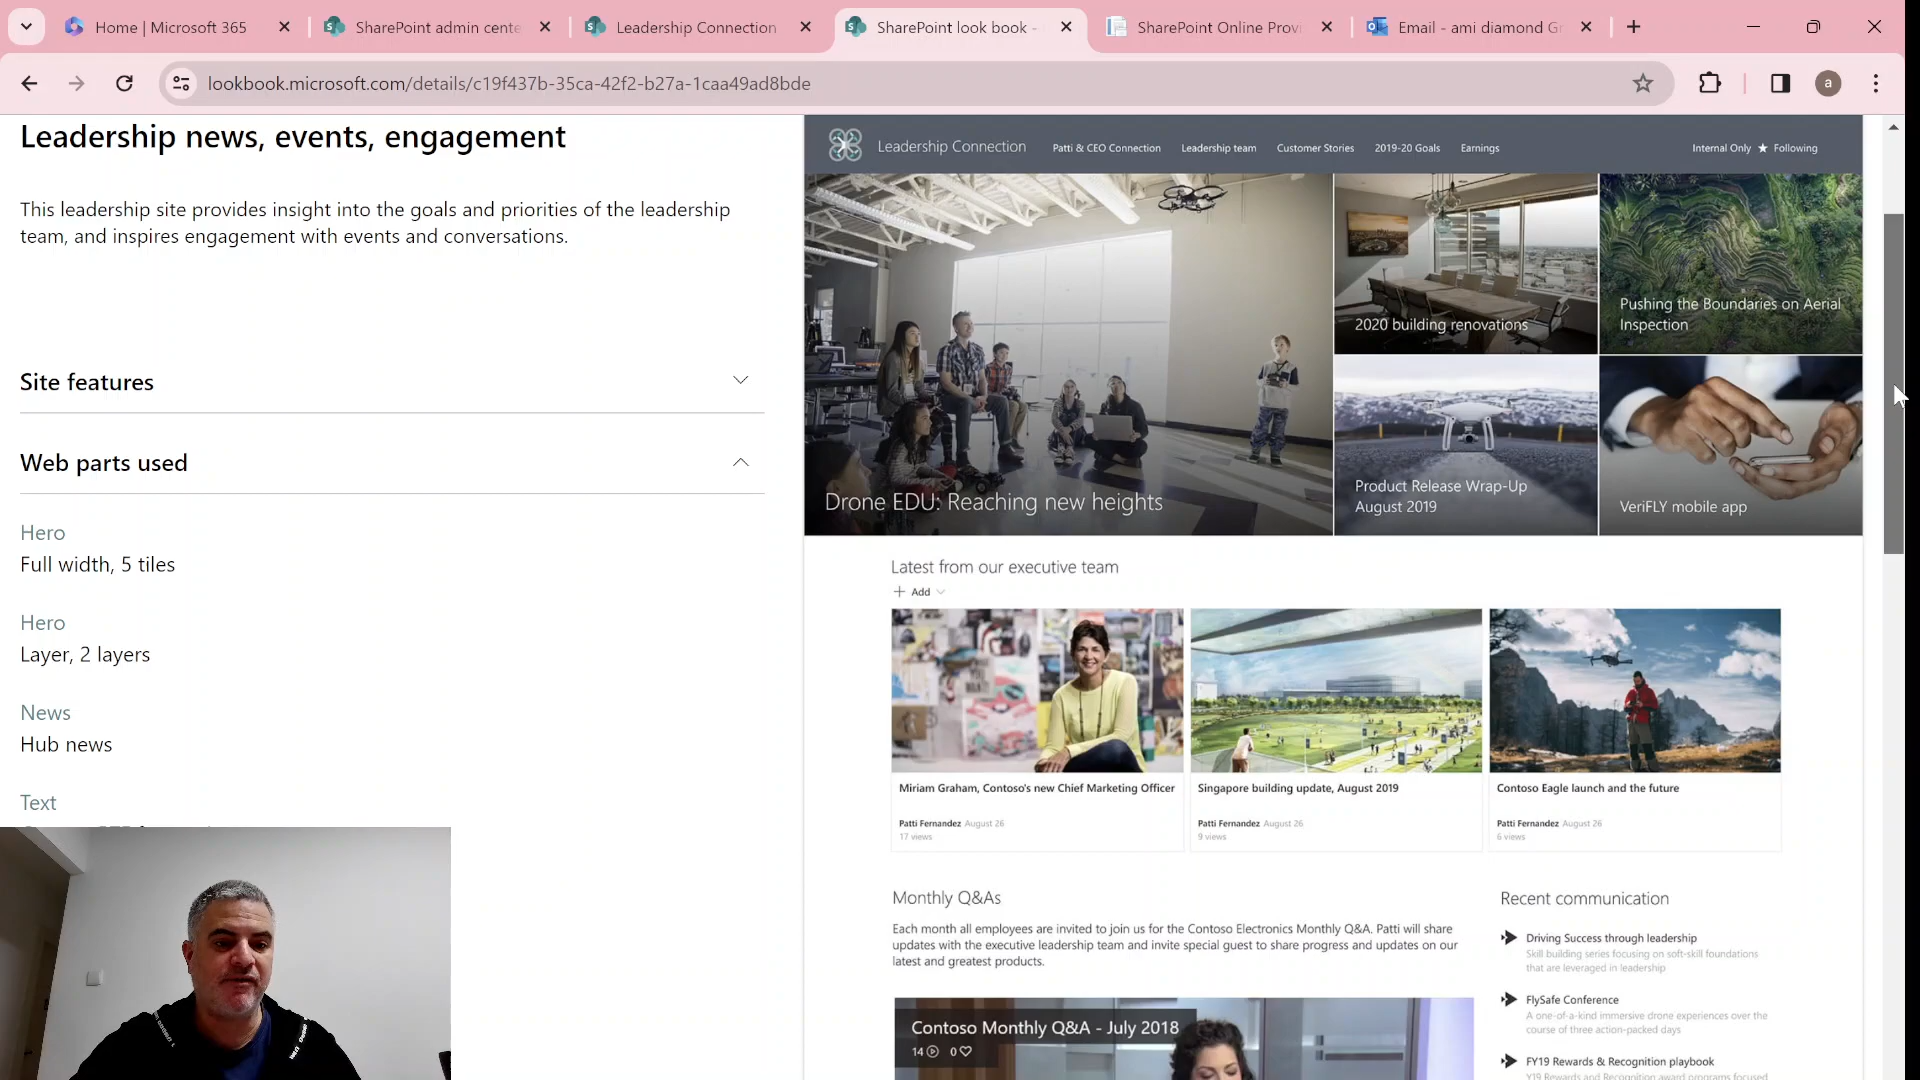 Home | Microsoft 365
SharePoint admin cente
Leadership Connection
SharePoint look book -
SharePoint Online Provi
Email - ami diamond Gr
lookbook.microsoft.com/details/c19f437b-35ca-42f2-b27a-1caa49ad8bde
a
Leadership news, events, engagement
This leadership site provides insight into the goals and priorities of the leadership
team, and inspires engagement with events and conversations.
Site features
Web parts used
Hero
Full width, 5 tiles
Hero
Layer, 2 layers
News
Hub news
Text
Leadership Connection
Patti & CEO Connection
Leadership team
Customer Stories
2019-20 Goals
Earnings
Internal Only ★ Following
Drone EDU: Reaching new heights
2020 building renovations
Pushing the Boundaries on Aerial
Inspection
Product Release Wrap-Up
August 2019
VeriFLY mobile app
Latest from our executive team
+ Add
Miriam Graham, Contoso's new Chief Marketing Officer
Patti Fernandez August 26
17 views
Singapore building update, August 2019
Patti Fernandez August 26
9 views
Contoso Eagle launch and the future
Patti Fernandez August 26
6 views
Monthly Q&As
Each month all employees are invited to join us for the Contoso Electronics Monthly Q&A. Patti will share
updates with the executive leadership team and invite special guest to share progress and updates on our
latest and greatest products.
Contoso Monthly Q&A - July 2018
14 0
Recent communication
Driving Success through leadership
Skill building series focusing on soft-skill foundations
that are leveraged in leadership
FlySafe Conference
A one-of-a-kind immersive drone experiences over the
course of three action-packed days
FY19 Rewards & Recognition playbook